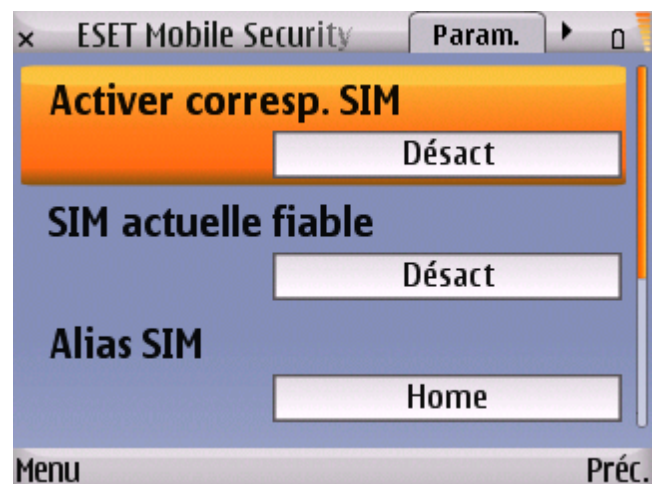 × ESET Mobile Security Param.
Activer corresp. SIM
Désact
SIM actuelle fiable
Désact
Alias SIM
Home
Menu Préc.